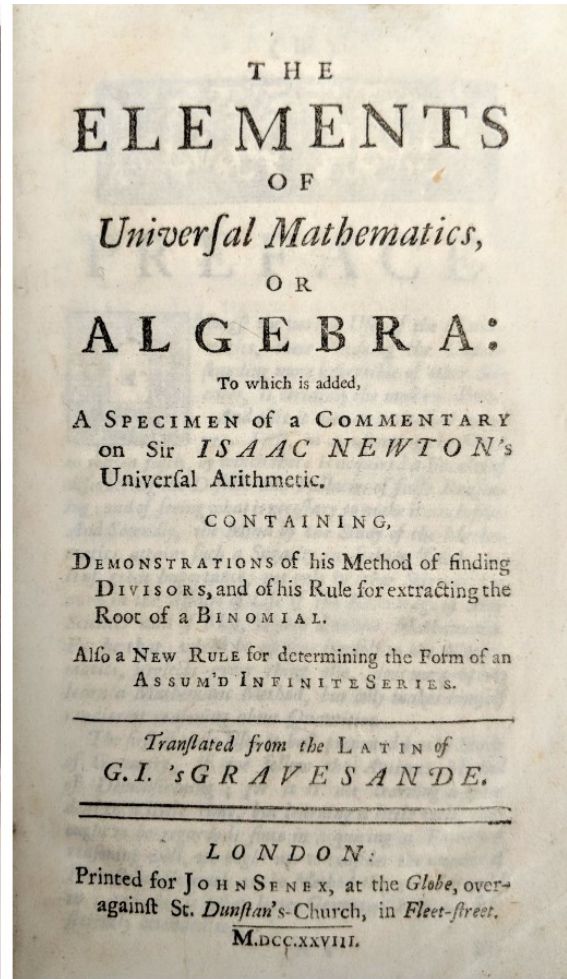 THE
ELEMENTS
OF
Univerſal Mathematics,
OR
ALGEBRA:
To which is added,
A SPECIMEN of a COMMENTARY
on Sir ISAAC NEWTON's
Univerſal Arithmetic.
CONTAINING,
DEMONSTRATIONS of his Method of finding
DIVISORS, and of his Rule for extracting the
Root of a BINOMIAL.
Alſo a NEW RULE for determining the Form of an
ASSUM'D INFINITE SERIES.
Tranſlated from the LATIN of
G.I. 'sGRAVESANDE.
LONDON:
Printed for JOHN SENEX, at the Globe, over-
againſt St. Dunſtan's-Church, in Fleet-ſtreet.
M.DCC.XXVIII.